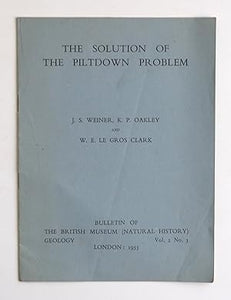 THE SOLUTION OF
THE PILTDOWN PROBLEM
J. S. WEINER, K. P. OAKLEY
AND
W. E. LE GROS CLARK
BULLETIN OF
THE BRITISH MUSEUM (NATURAL HISTORY)
GEOLOGY Vol. 2 No. 3
LONDON: 1953